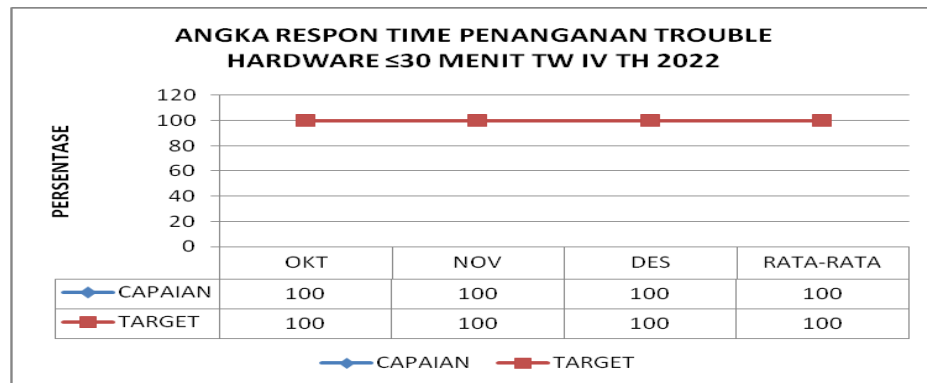 ANGKA RESPON TIME PENANGANAN TROUBLE
HARDWARE ≤30 MENIT TW IV TH 2022
PERSENTASE
120
100
80
60
40
20
0
OKT NOV DES RATA-RATA
CAPAIAN 100 100 100 100
TARGET 100 100 100 100
CAPAIAN TARGET